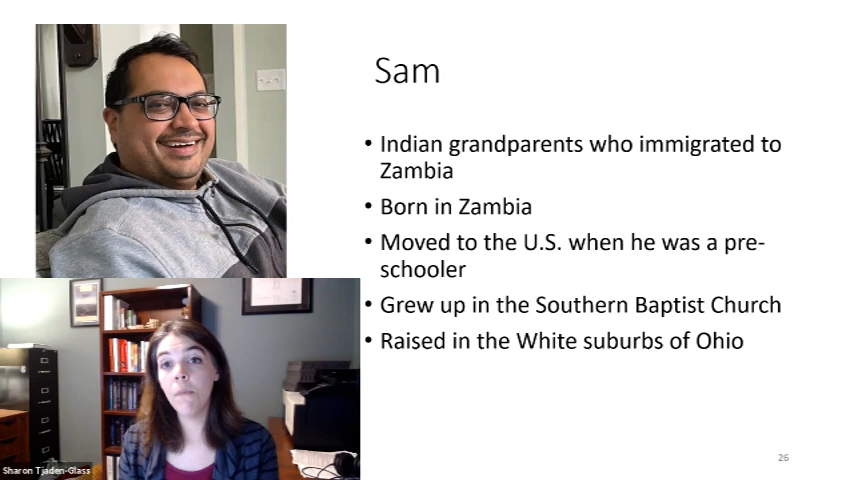 Sam
• Indian grandparents who immigrated to
Zambia
• Born in Zambia
• Moved to the U.S. when he was a pre-
schooler
• Grew up in the Southern Baptist Church
• Raised in the White suburbs of Ohio
Sharon Tjaden-Glass
26